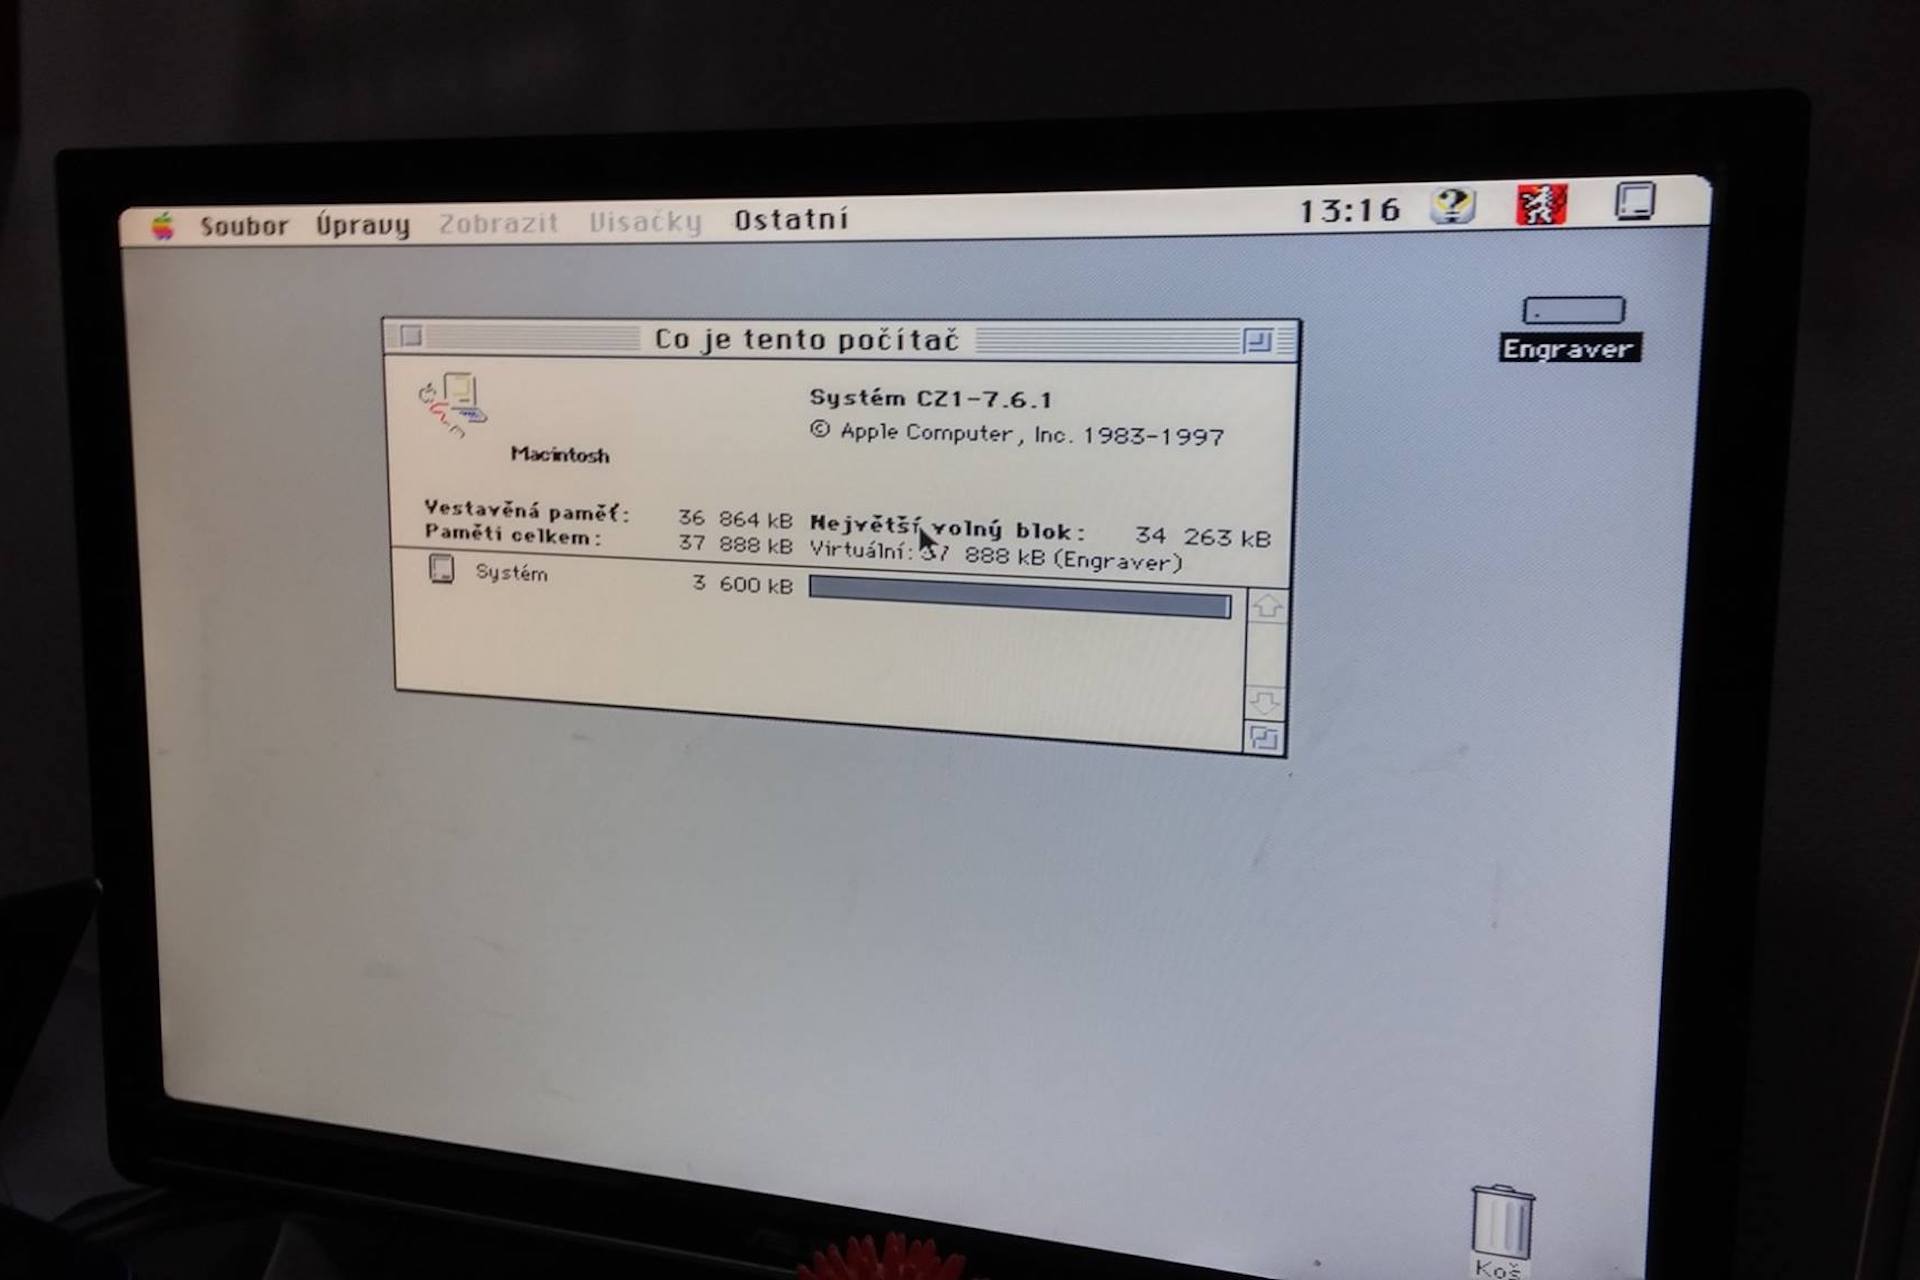 Soubor Úpravy Zobrazit Visačky Ostatní 13:16
Engraver
Co je tento počítač
Systém CZ1-7.6.1
© Apple Computer, Inc. 1983-1997
Macintosh
Vestavěná paměť: 36 864 kB Největší volný blok: 34 263 kB
Paměti celkem: 37 888 kB Virtuální: 37 888 kB (Engraver)
Systém 3 600 kB
Koš